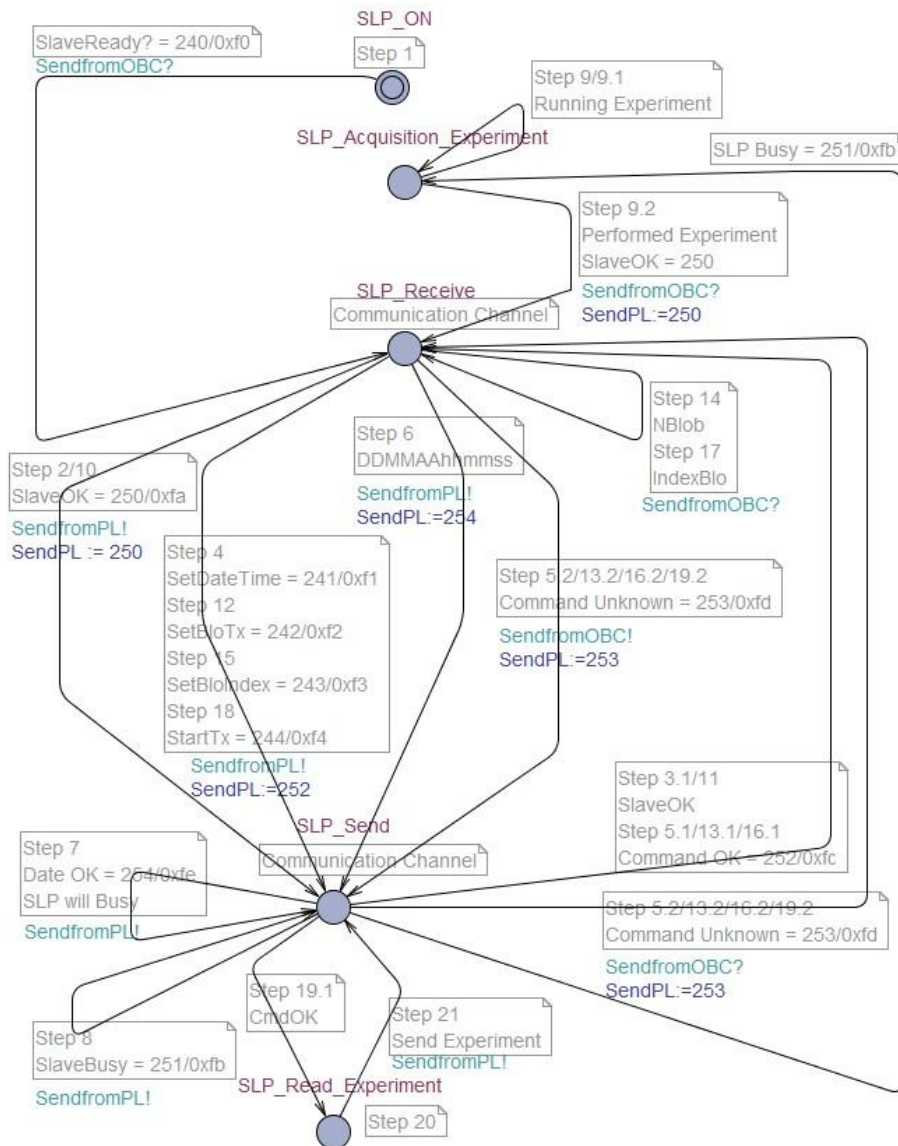 SLP_ON
SlaveReady? = 240/0xf0
SendfromOBC?
Step 1
Step 9/9.1
Running Experiment
SLP_Acquisition_Experiment
SLP Busy = 251/0xfb
Step 9.2
Performed Experiment
SlaveOK = 250
SendfromOBC?
SendPL:=250
SLP_Receive
Communication Channel
Step 14
NBlob
Step 17
IndexBlo
SendfromOBC?
Step 6
DDMMAAhhmmss
SendfromPL!
SendPL:=254
Step 2/10
SlaveOK = 250/0xfa
SendfromPL!
SendPL := 250
Step 4
SetDateTime = 241/0xf1
Step 12
SetBloTx = 242/0xf2
Step 15
SetBloIndex = 243/0xf3
Step 18
StartTx = 244/0xf4
SendfromPL!
SendPL:=252
Step 5.2/13.2/16.2/19.2
Command Unknown = 253/0xfd
SendfromOBC!
SendPL:=253
Step 3.1/11
SlaveOK
Step 5.1/13.1/16.1
Command OK = 252/0xfc
SLP_Send
Communication Channel
Step 7
Date OK = 254/0xfe
SLP will Busy
SendfromPL!
Step 5.2/13.2/16.2/19.2
Command Unknown = 253/0xfd
SendfromOBC?
SendPL:=253
Step 19.1
CmdOK
Step 21
Send Experiment
SendfromPL!
Step 8
SlaveBusy = 251/0xfb
SendfromPL!
SLP_Read_Experiment
Step 20